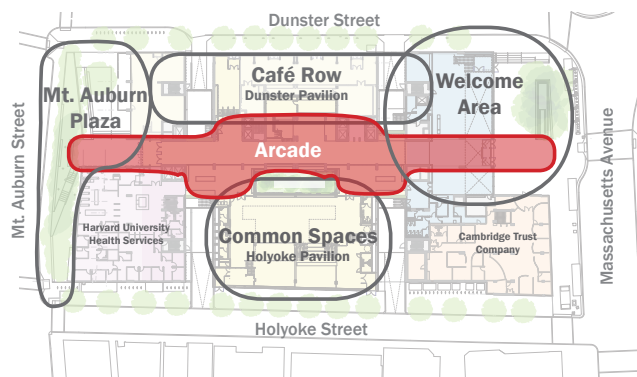 Dunster Street
Café Row
Dunster Pavilion
Welcome
Area
Mt. Auburn
Plaza
Mt. Auburn Street
Massachusetts Avenue
Arcade
Harvard University
Health Services
Common Spaces
Holyoke Pavilion
Cambridge Trust
Company
Holyoke Street